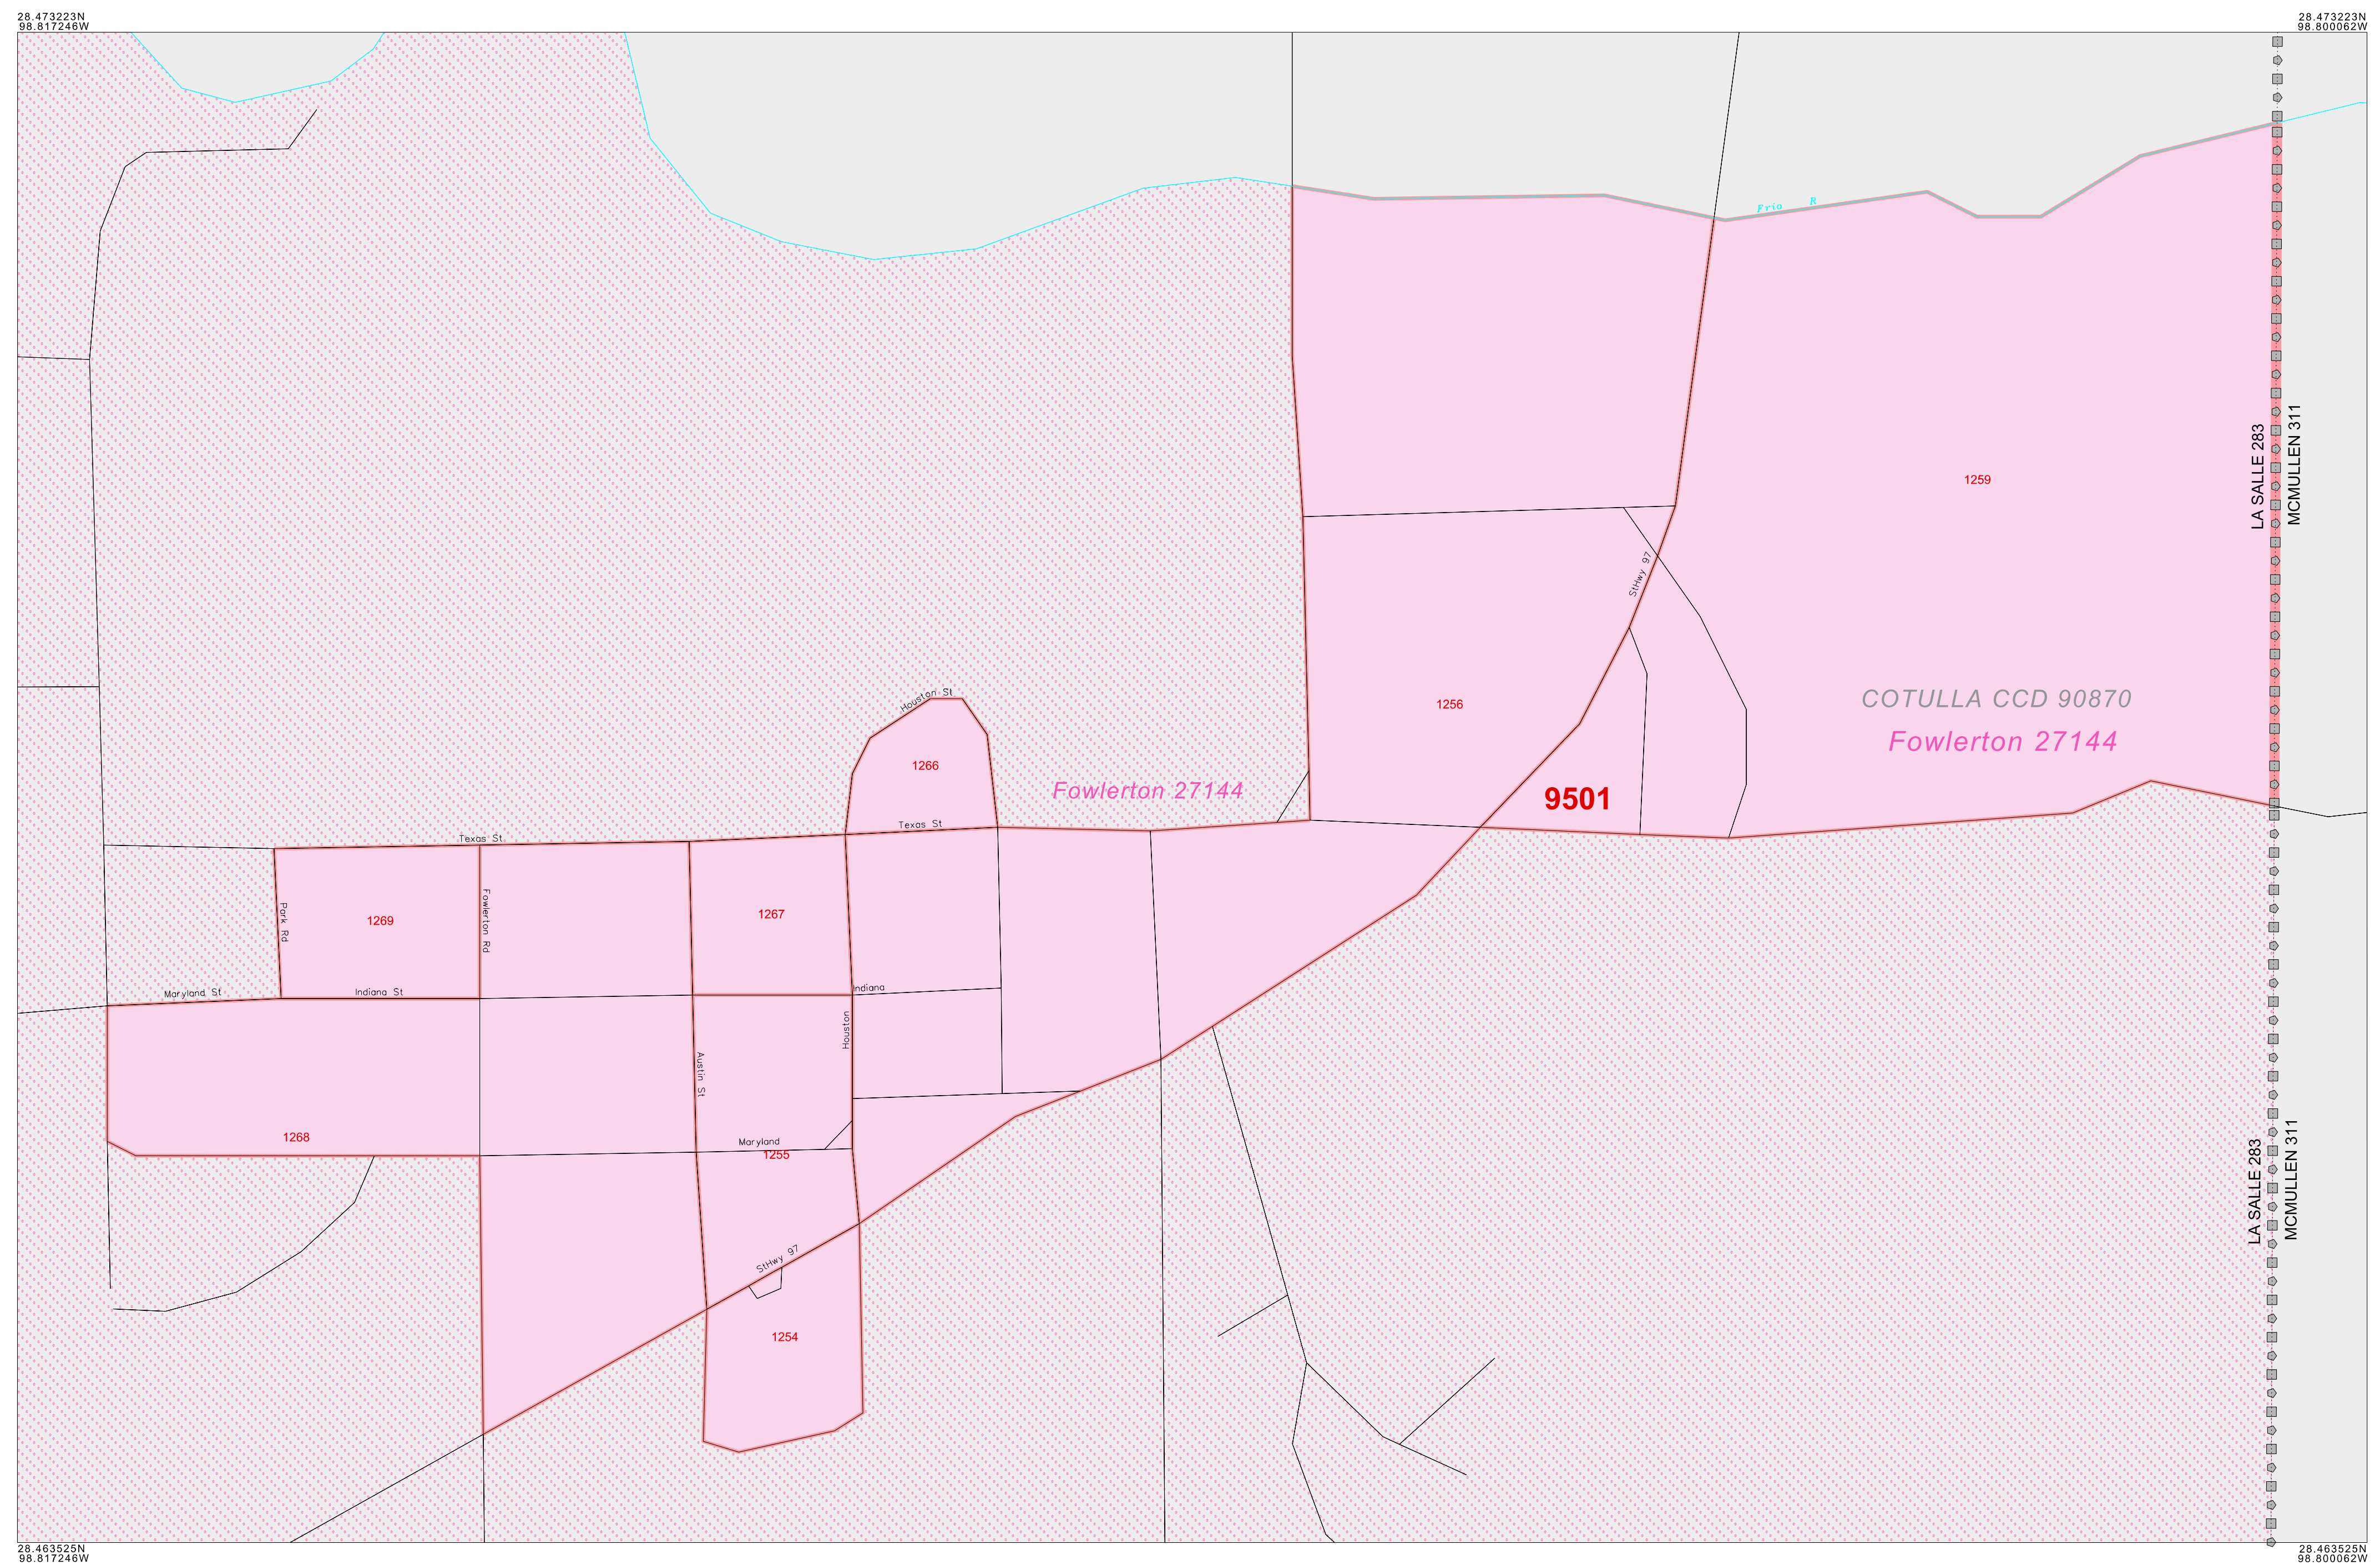 28.473223N
98.817246W
28.473223N
98.800062W
Frio R
LA SALLE 283
MCMULLEN 311
1259
StHwy 97
Houston St
1256
COTULLA CCD 90870
Fowlerton 27144
1266
Fowlerton 27144
9501
Texas St
Texas St
Park Rd
1269
Fowlerton Rd
1267
Maryland St
Indiana St
Indiana
Houston
Austin St
1268
Maryland
1255
LA SALLE 283
MCMULLEN 311
StHwy 97
1254
28.463525N
98.817246W
28.463525N
98.800062W